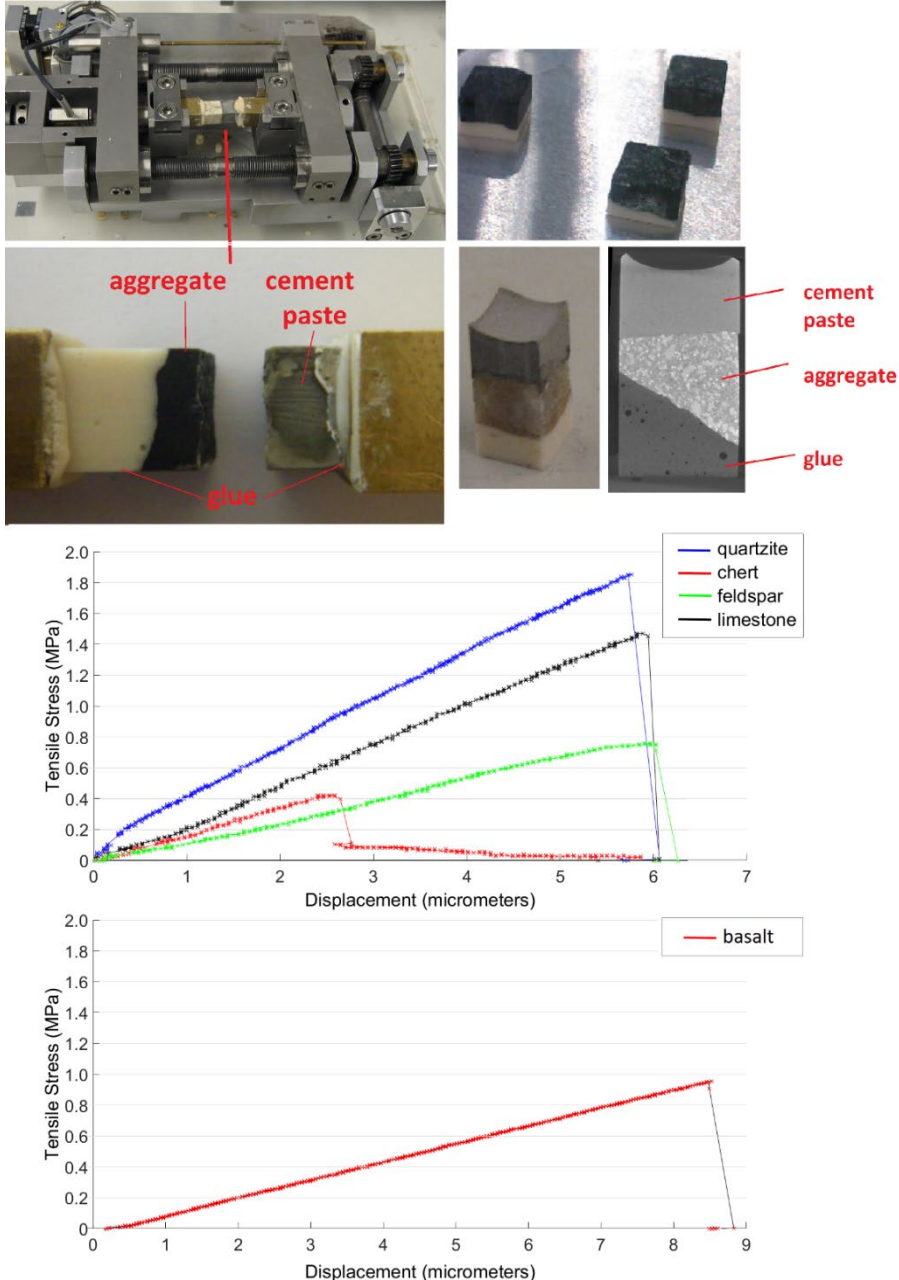 aggregate
cement
paste
glue
cement
paste
aggregate
glue
quartzite
chert
feldspar
limestone
2.0
1.8
1.6
1.4
1.2
1.0
0.8
0.6
0.4
0.2
0
Tensile Stress (MPa)
0 1 2 3 4 5 6 7
Displacement (micrometers)
basalt
2.0
1.8
1.6
1.4
1.2
1.0
0.8
0.6
0.4
0.2
0
Tensile Stress (MPa)
0 1 2 3 4 5 6 7 8 9
Displacement (micrometers)